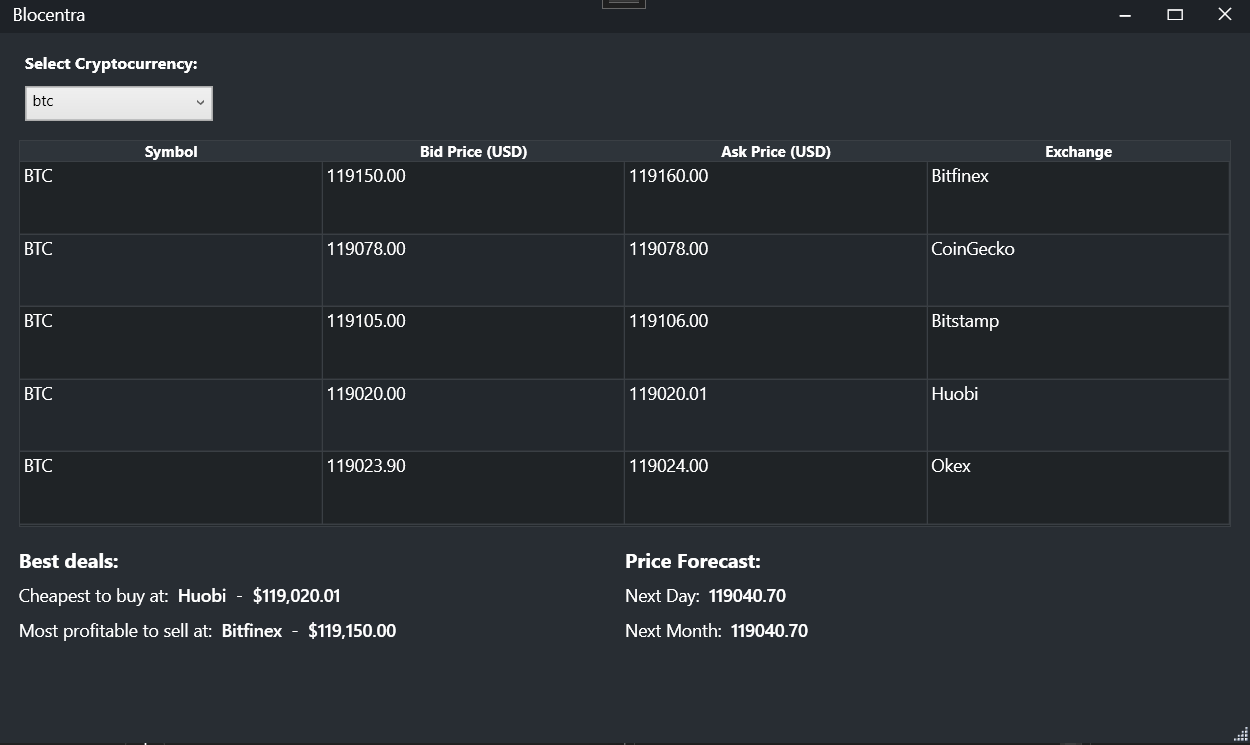 Blocentra
Select Cryptocurrency:
btc
Symbol Bid Price (USD) Ask Price (USD) Exchange
BTC 119150.00 119160.00 Bitfinex
BTC 119078.00 119078.00 CoinGecko
BTC 119105.00 119106.00 Bitstamp
BTC 119020.00 119020.01 Huobi
BTC 119023.90 119024.00 Okex
Best deals:
Cheapest to buy at: Huobi - $119,020.01
Most profitable to sell at: Bitfinex - $119,150.00
Price Forecast:
Next Day: 119040.70
Next Month: 119040.70